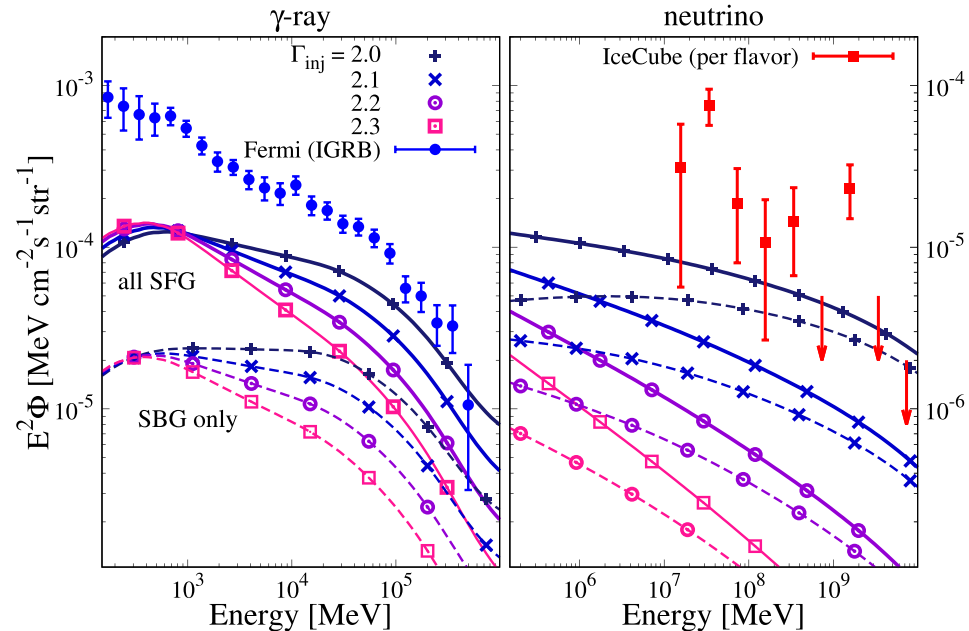 γ-ray
neutrino
Γinj = 2.0
2.1
2.2
2.3
Fermi (IGRB)
IceCube (per flavor)
all SFG
SBG only
E²Φ [MeV cm⁻²s⁻¹str⁻¹]
10⁻³
10⁻⁴
10⁻⁵
10⁻⁴
10⁻⁵
10⁻⁶
10³ 10⁴ 10⁵
10⁶ 10⁷ 10⁸ 10⁹
Energy [MeV]
Energy [MeV]